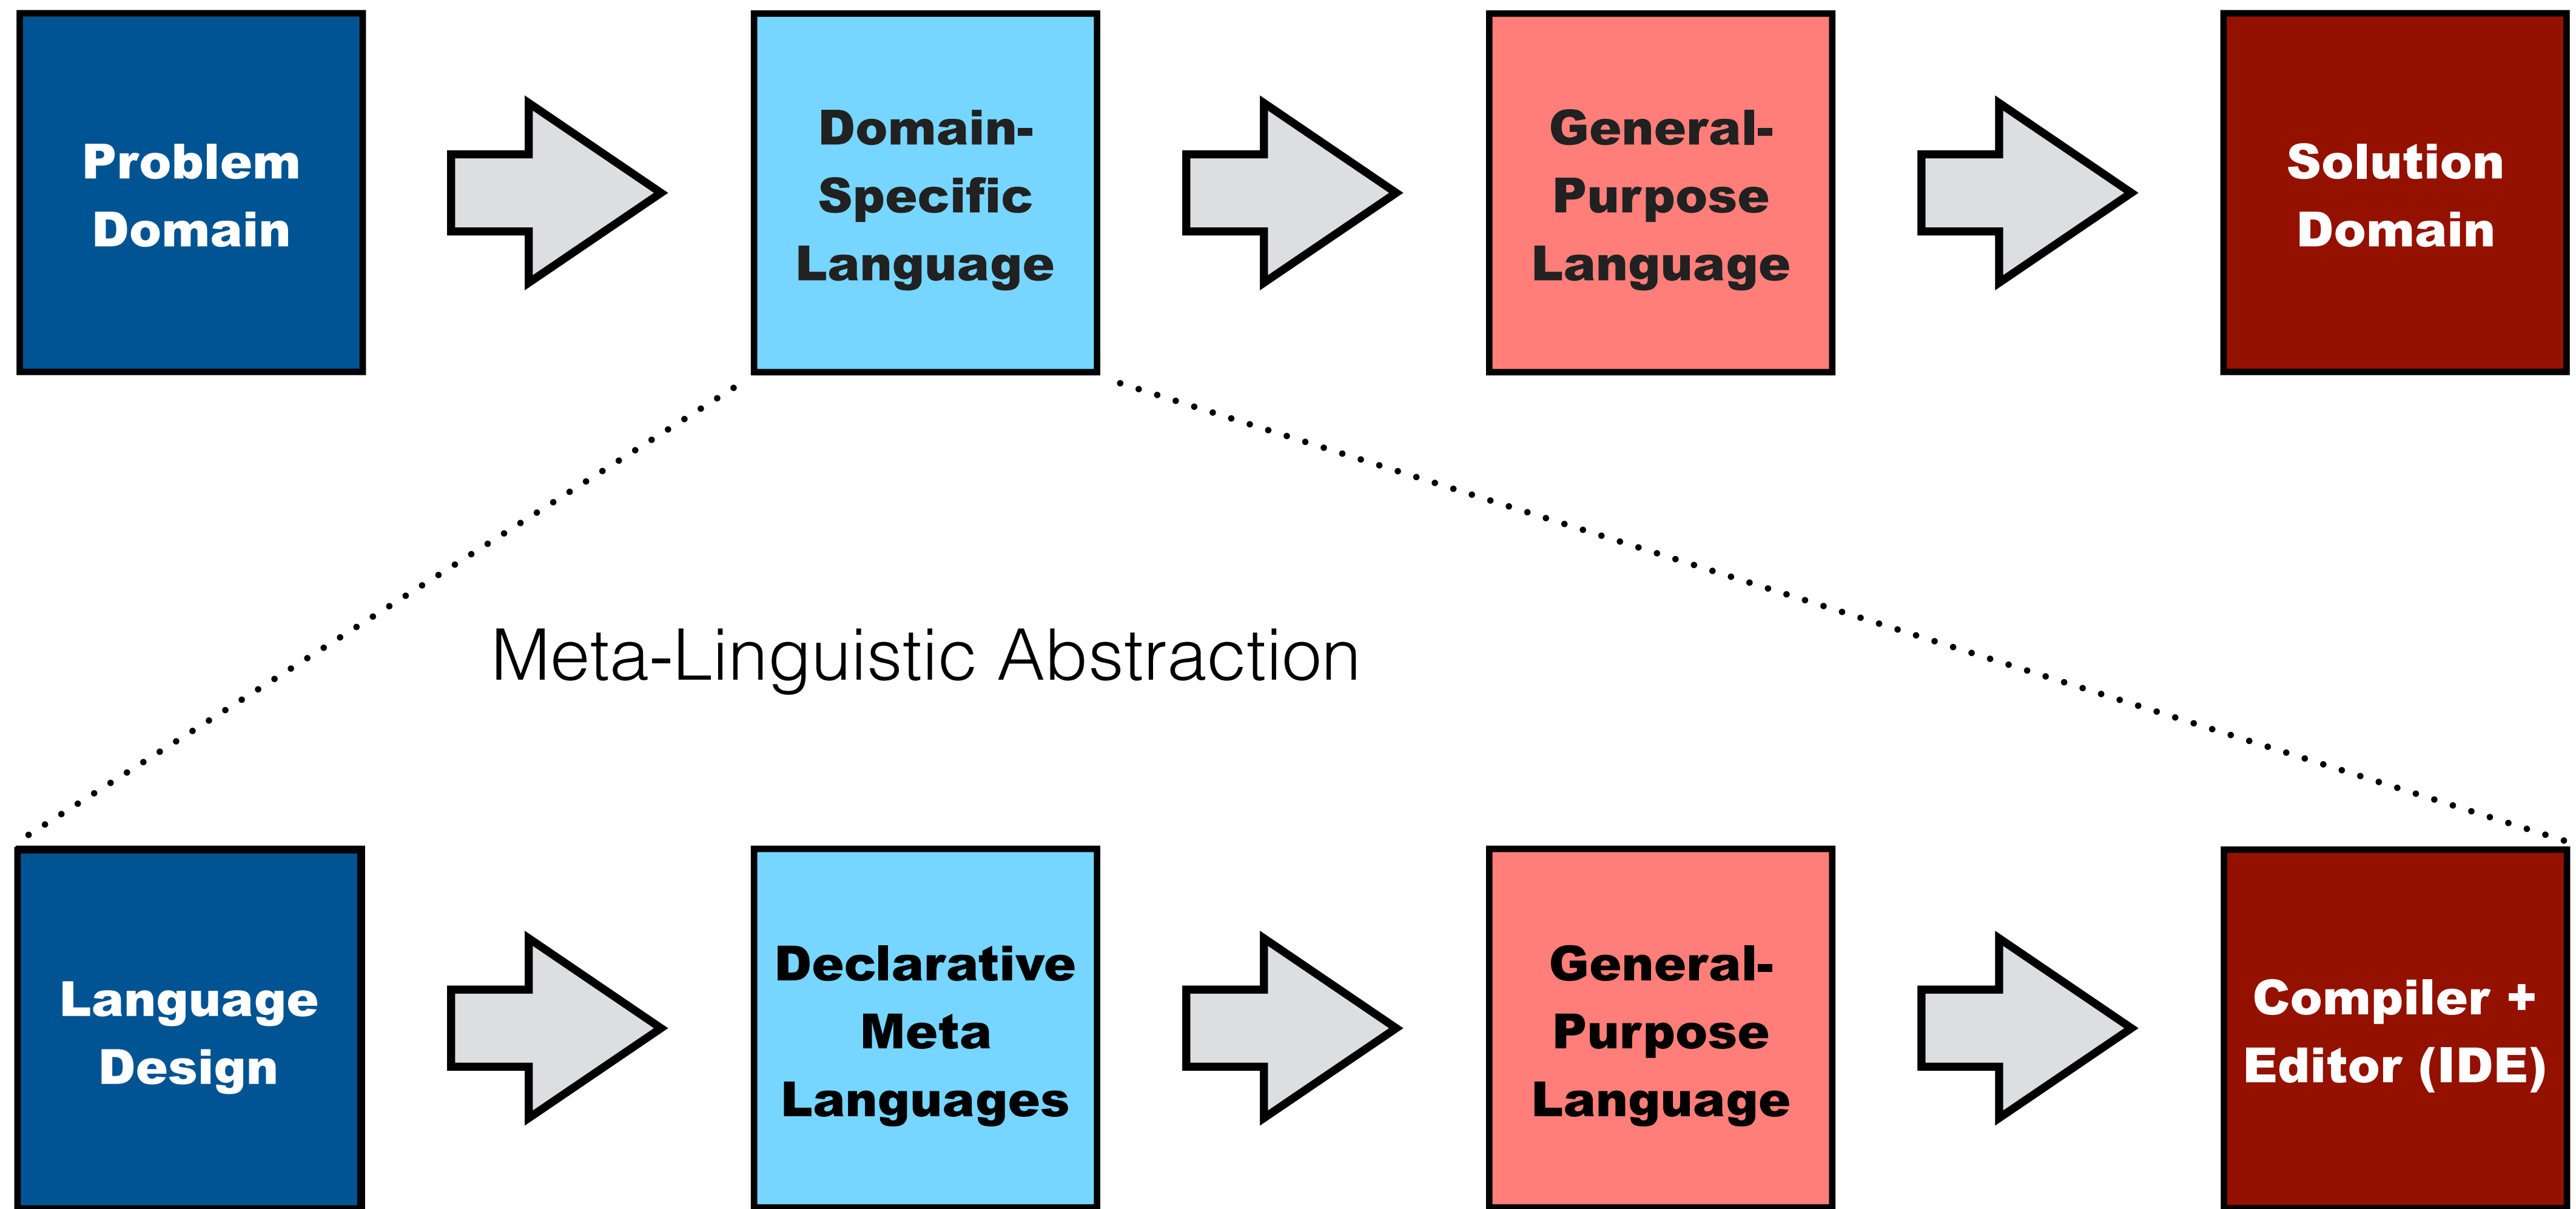 Problem
Domain
Domain-
Specific
Language
General-
Purpose
Language
Solution
Domain
Meta-Linguistic Abstraction
Language
Design
Declarative
Meta
Languages
General-
Purpose
Language
Compiler +
Editor (IDE)